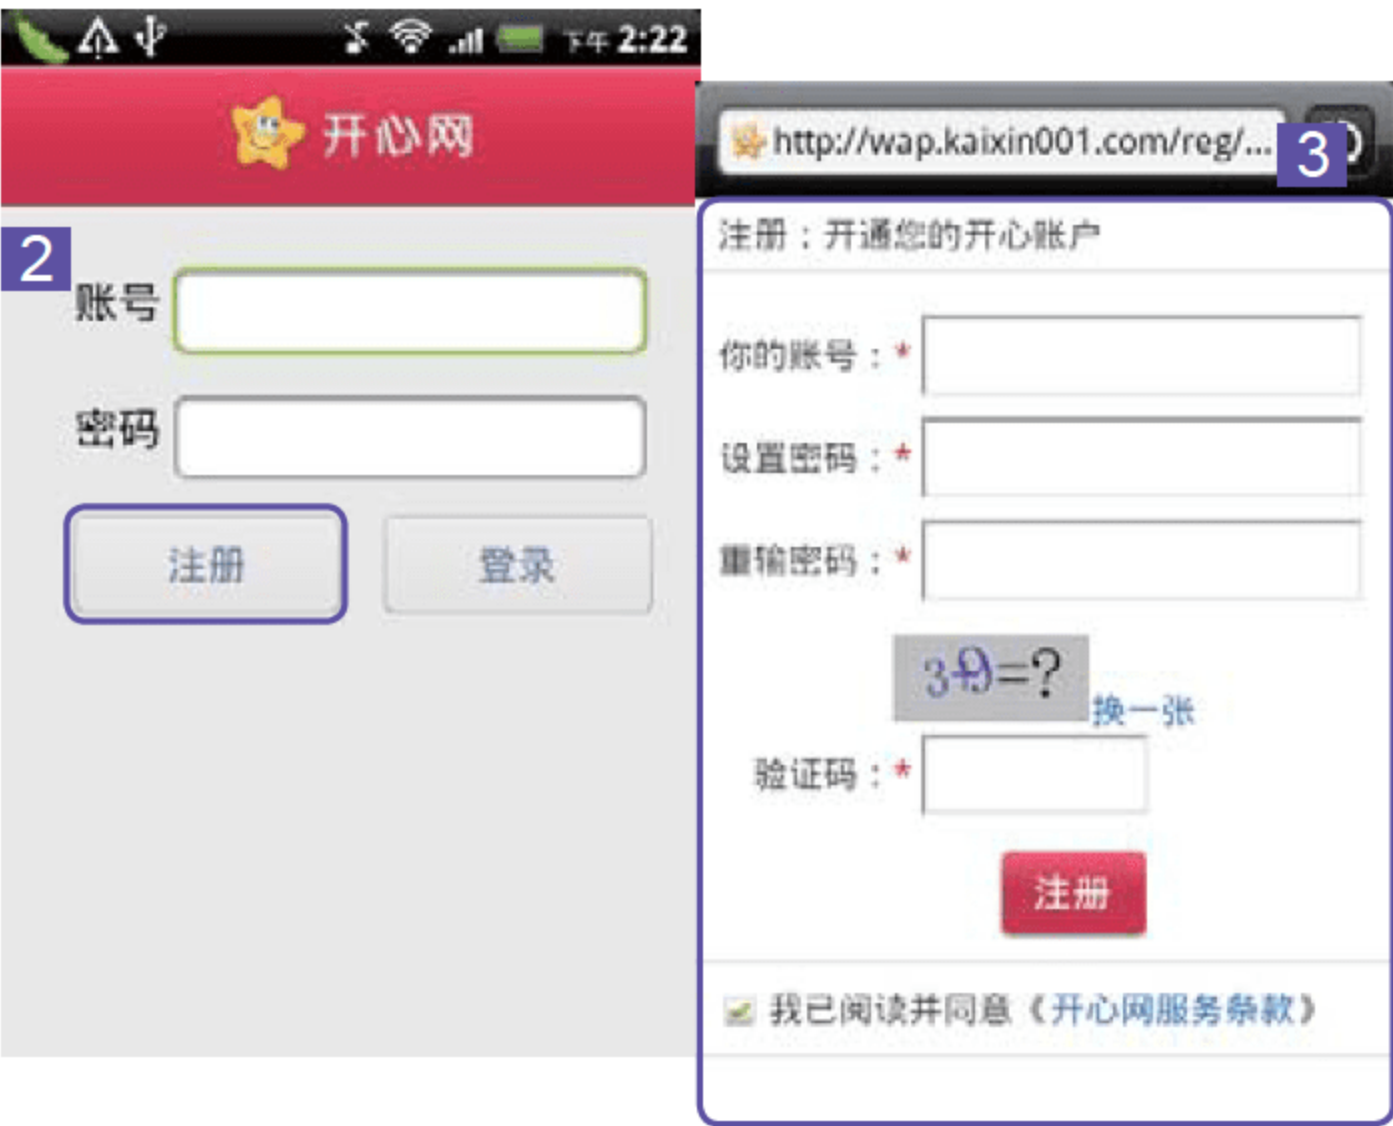 下午 2:22
开心网
2
账号
密码
注册
登录
http://wap.kaixin001.com/reg/...
3
注册：开通您的开心账户
你的账号：*
设置密码：*
重输密码：*
3+9=?
换一张
验证码：*
注册
我已阅读并同意《开心网服务条款》